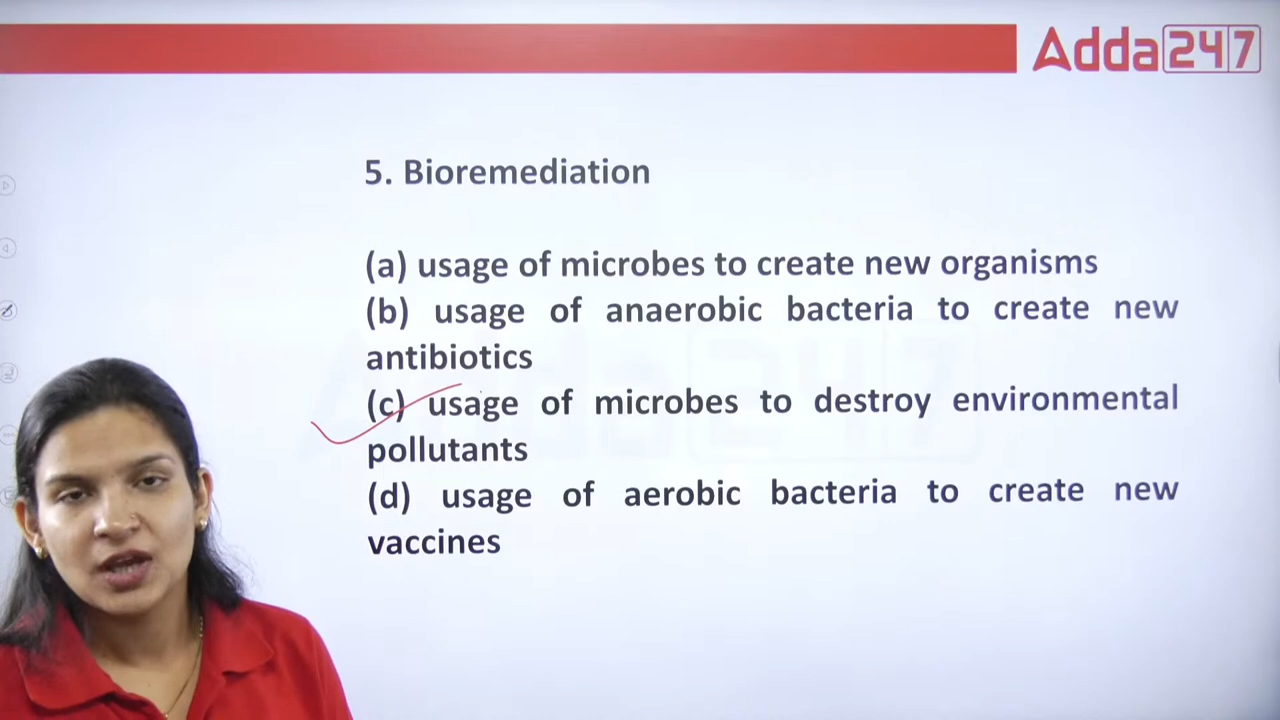 Adda247
5. Bioremediation
(a) usage of microbes to create new organisms
(b) usage of anaerobic bacteria to create new
antibiotics
(c) usage of microbes to destroy environmental
pollutants
(d) usage of aerobic bacteria to create new
vaccines